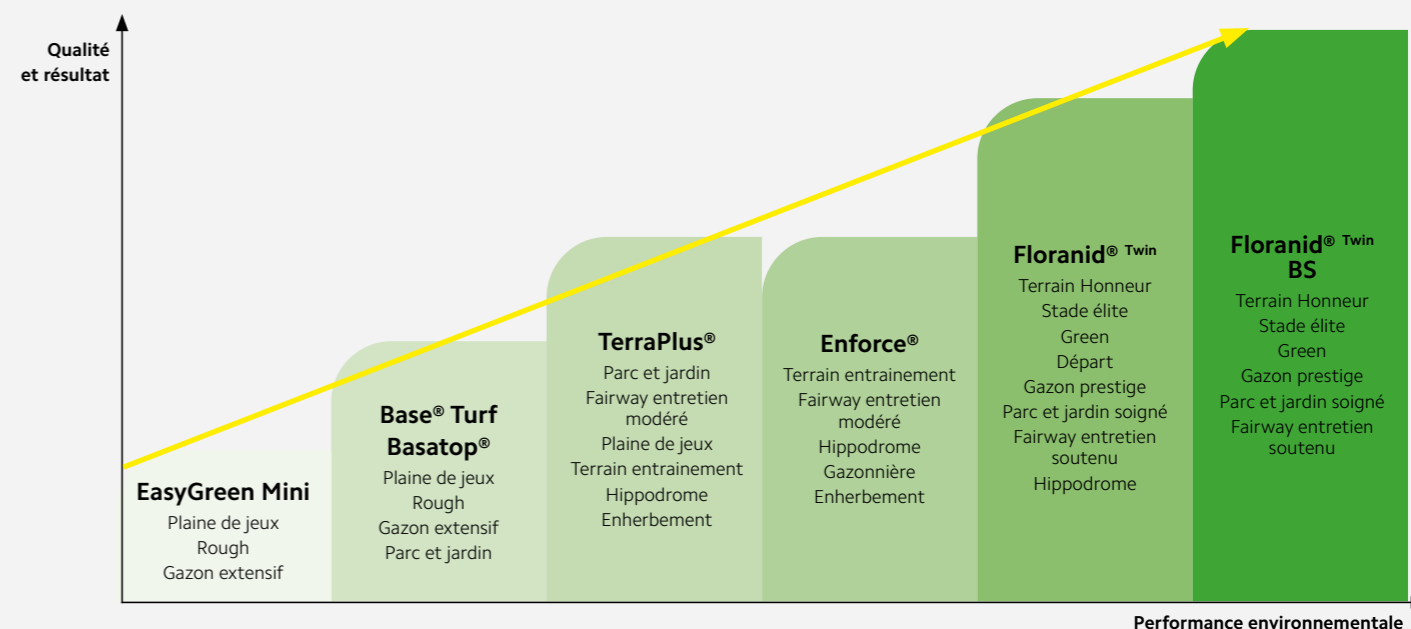 Qualité
et résultat
EasyGreen Mini
Plaine de jeux
Rough
Gazon extensif
Base® Turf
Basatop®
Plaine de jeux
Rough
Gazon extensif
Parc et jardin
TerraPlus®
Parc et jardin
Fairway entretien
modéré
Plaine de jeux
Terrain entrainement
Hippodrome
Enherbement
Enforce®
Terrain entrainement
Fairway entretien
modéré
Hippodrome
Gazonnière
Enherbement
Floranid® Twin
Terrain Honneur
Stade élite
Green
Départ
Gazon prestige
Parc et jardin soigné
Fairway entretien
soutenu
Hippodrome
Floranid® Twin
BS
Terrain Honneur
Stade élite
Green
Gazon prestige
Parc et jardin soigné
Fairway entretien
soutenu
Performance environnementale